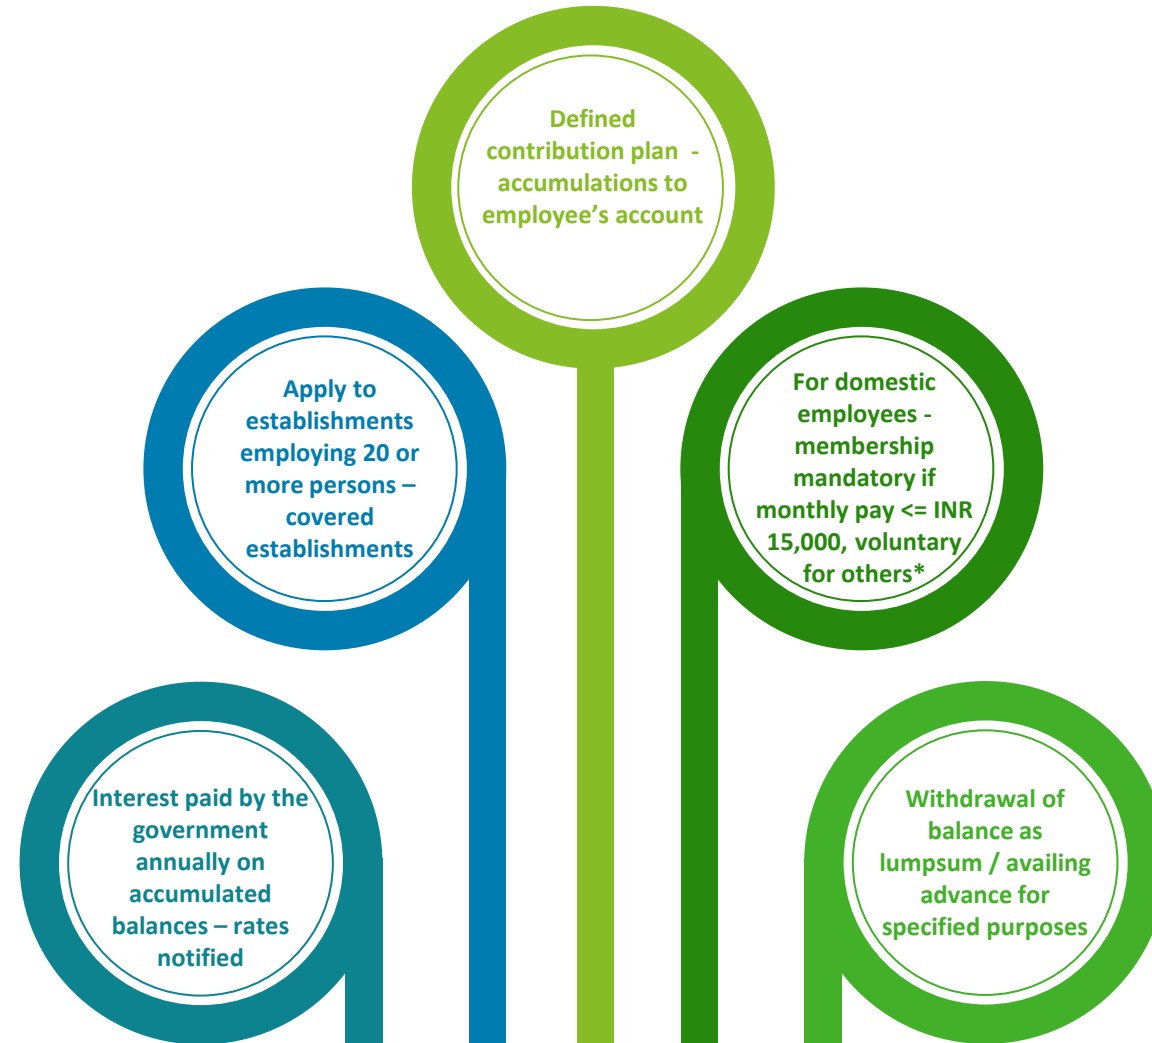 Defined
contribution plan -
accumulations to
employee’s account
Apply to
establishments
employing 20 or
more persons –
covered
establishments
For domestic
employees -
membership
mandatory if
monthly pay <= INR
15,000, voluntary
for others*
Interest paid by the
government
annually on
accumulated
balances – rates
notified
Withdrawal of
balance as
lumpsum / availing
advance for
specified purposes